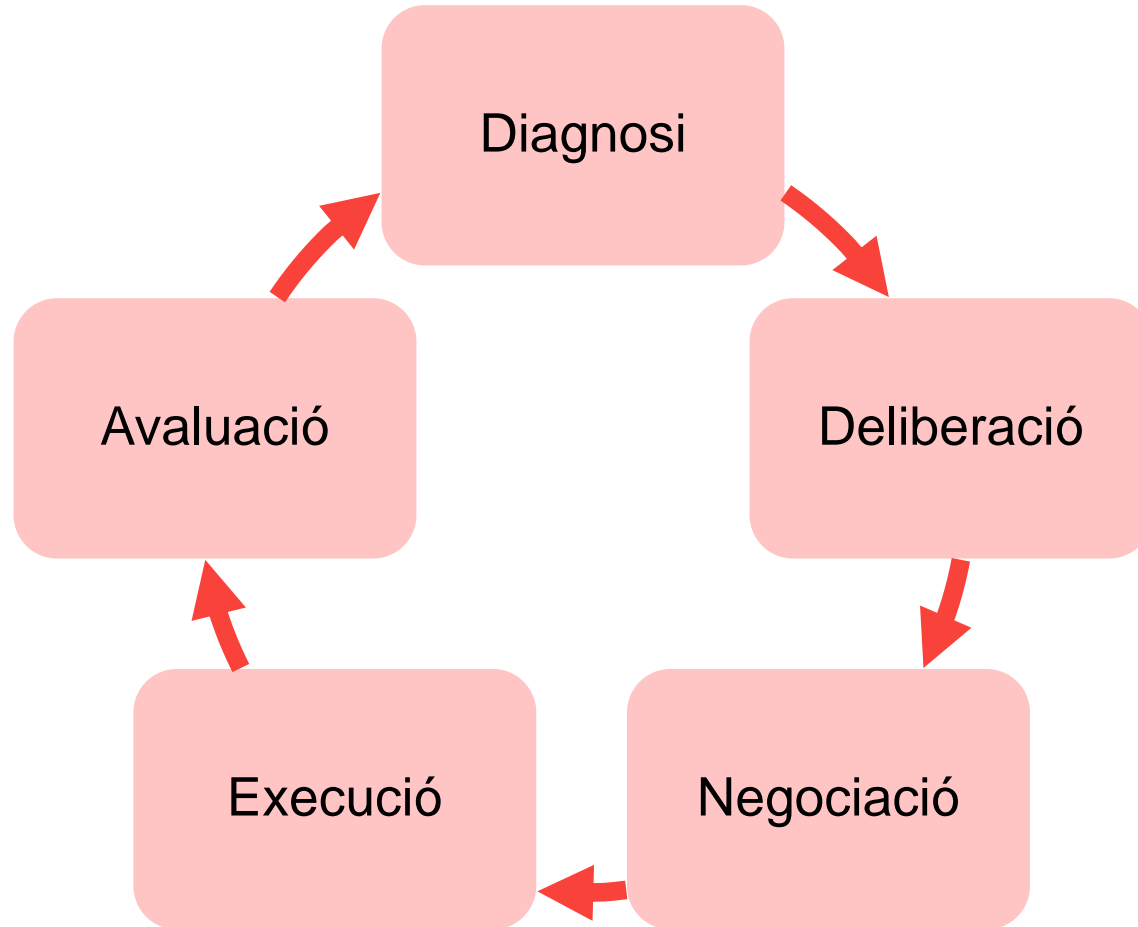 Diagnosi
Deliberació
Negociació
Execució
Avaluació